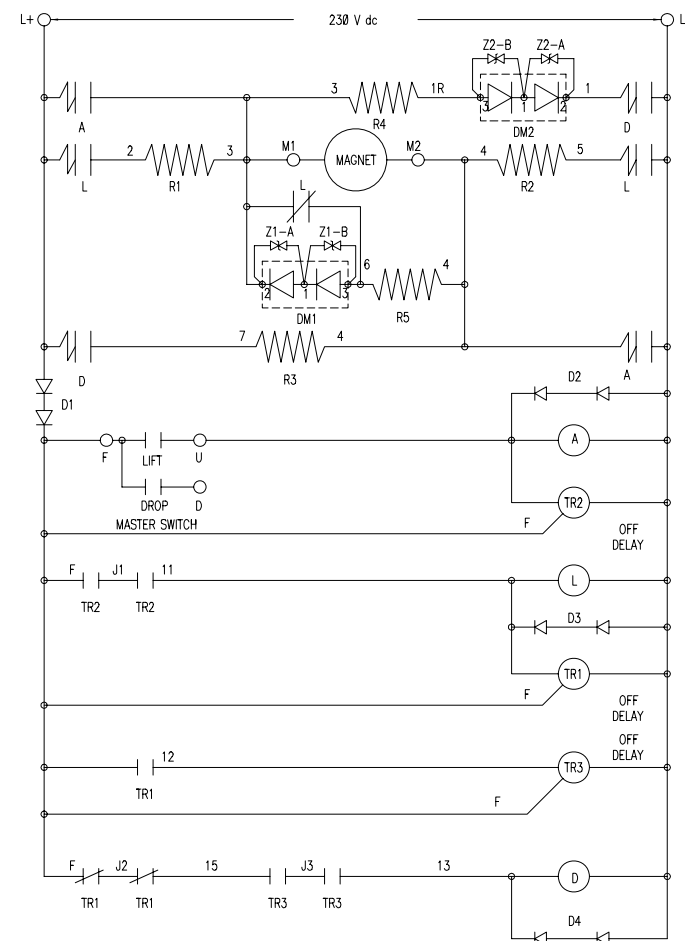 L+ 230 V dc L
Z2-B Z2-A
3 1R 3 1 2 1
A R4 DM2 D
2 3 M1 MAGNET M2 4 5
L R1 R2 L
L
Z1-A Z1-B
6 4
2 1 3
DM1 R5
7 4
D R3 A
D1 D2
F LIFT U A
DROP D TR2
MASTER SWITCH F OFF
DELAY
F J1 11 L
TR2 TR2
D3
TR1
F OFF
DELAY
OFF
DELAY
12 TR3
TR1
F
F J2 15 J3 13 D
TR1 TR1 TR3 TR3
D4